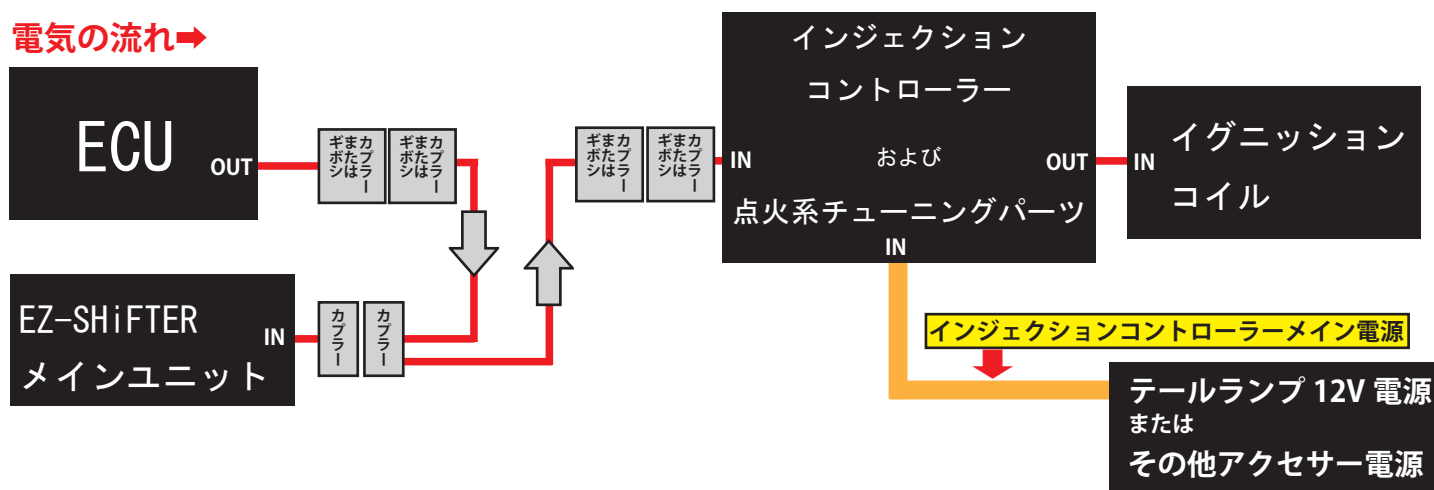 電気の流れ➡
ECU
OUT
カプラー
または
ギボシ
カプラー
または
ギボシ
カプラー
または
ギボシ
カプラー
または
ギボシ
インジェクション
コントローラー
IN
および
OUT
点火系チューニングパーツ
IN
IN
イグニッション
コイル
EZ-SHiFTER
メインユニット
IN
カプラー
カプラー
インジェクションコントローラーメイン電源
テールランプ 12V 電源
または
その他アクセサー電源